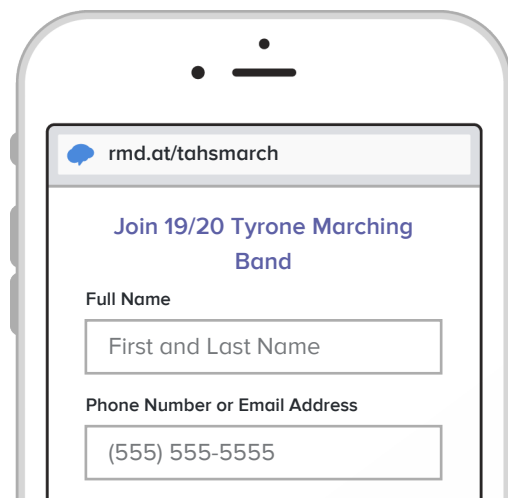 rmd.at/tahsmarch
Join 19/20 Tyrone Marching
Band
Full Name
First and Last Name
Phone Number or Email Address
(555) 555-5555